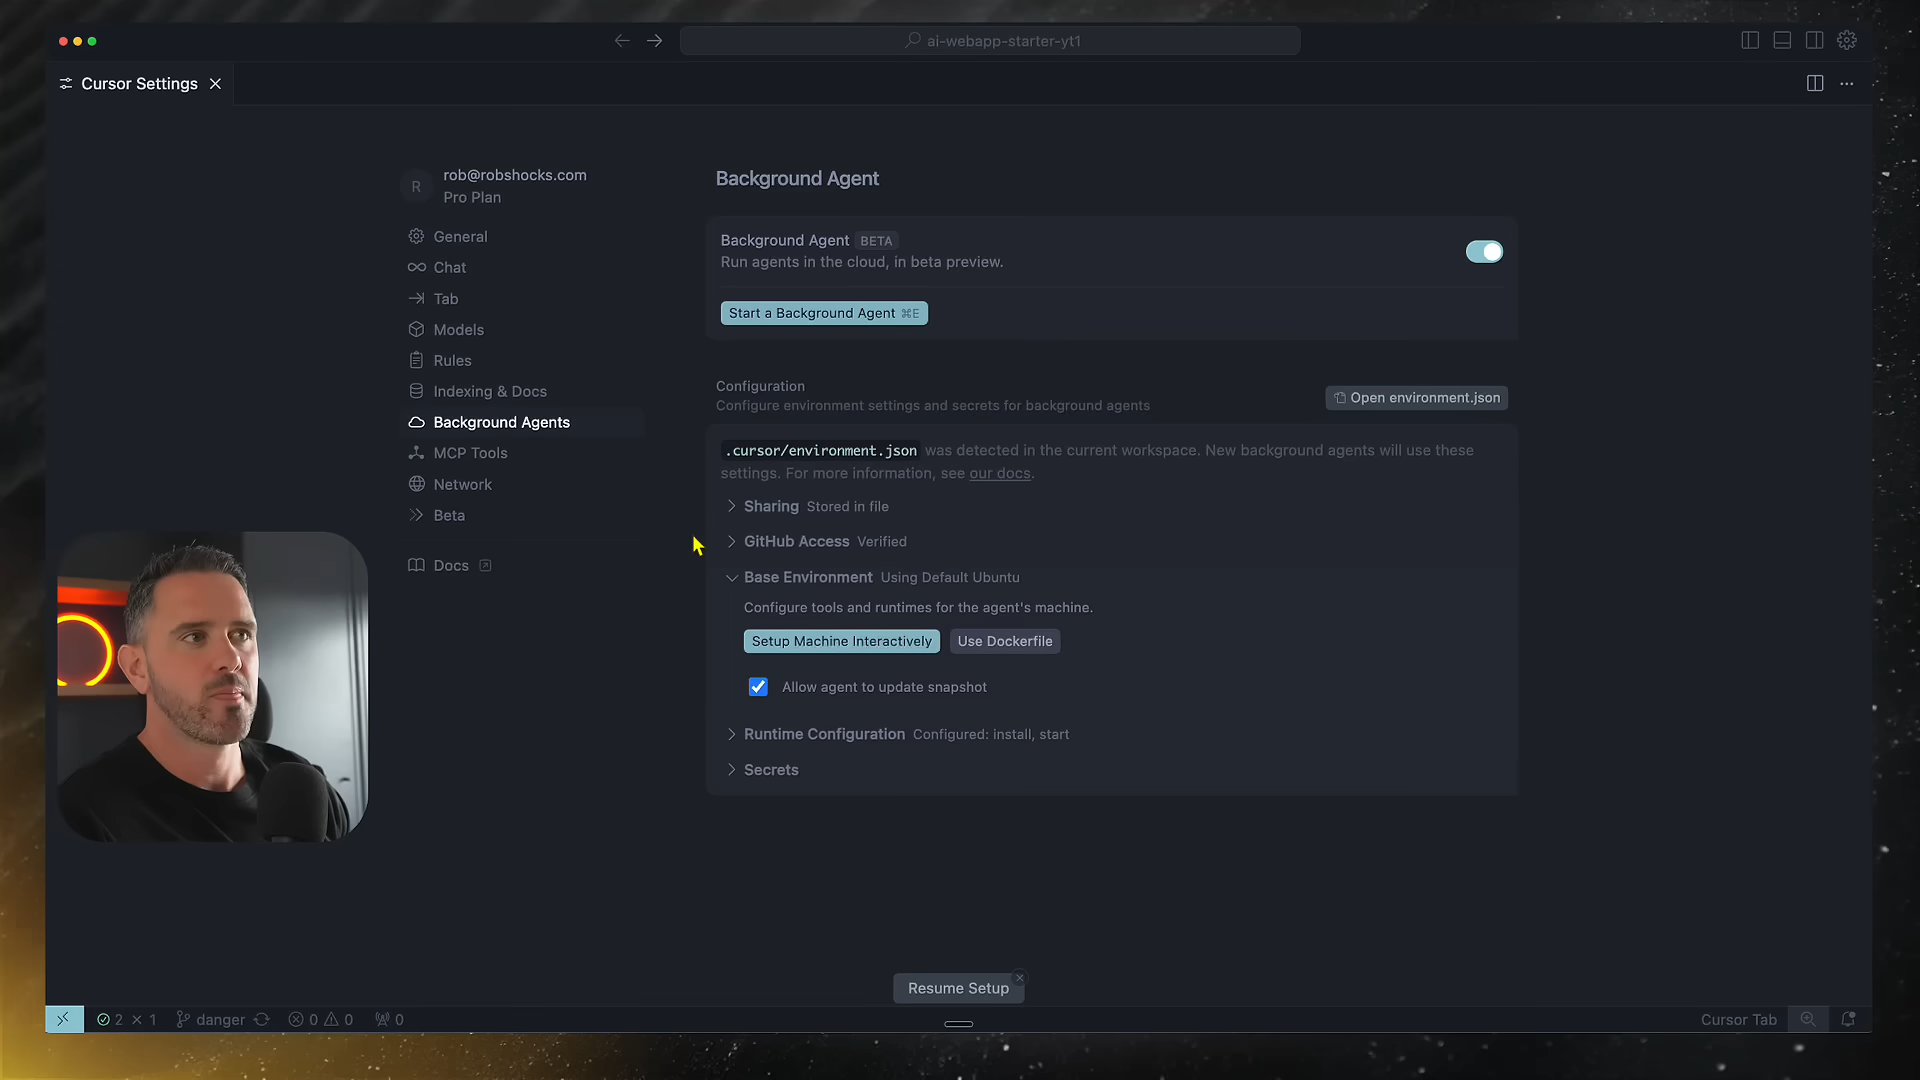 ai-webapp-starter-yt1
Cursor Settings
R
rob@robshocks.com
Pro Plan
General
Chat
Tab
Models
Rules
Indexing & Docs
Background Agents
MCP Tools
Network
Beta
Docs
Background Agent
Background Agent BETA
Run agents in the cloud, in beta preview.
Start a Background Agent ⌘E
Configuration
Configure environment settings and secrets for background agents
Open environment.json
.cursor/environment.json was detected in the current workspace. New background agents will use these
settings. For more information, see our docs.
Sharing Stored in file
GitHub Access Verified
Base Environment Using Default Ubuntu
Configure tools and runtimes for the agent's machine.
Setup Machine Interactively
Use Dockerfile
Allow agent to update snapshot
Runtime Configuration Configured: install, start
Secrets
Resume Setup
2 × 1 danger 0 0 0
Cursor Tab